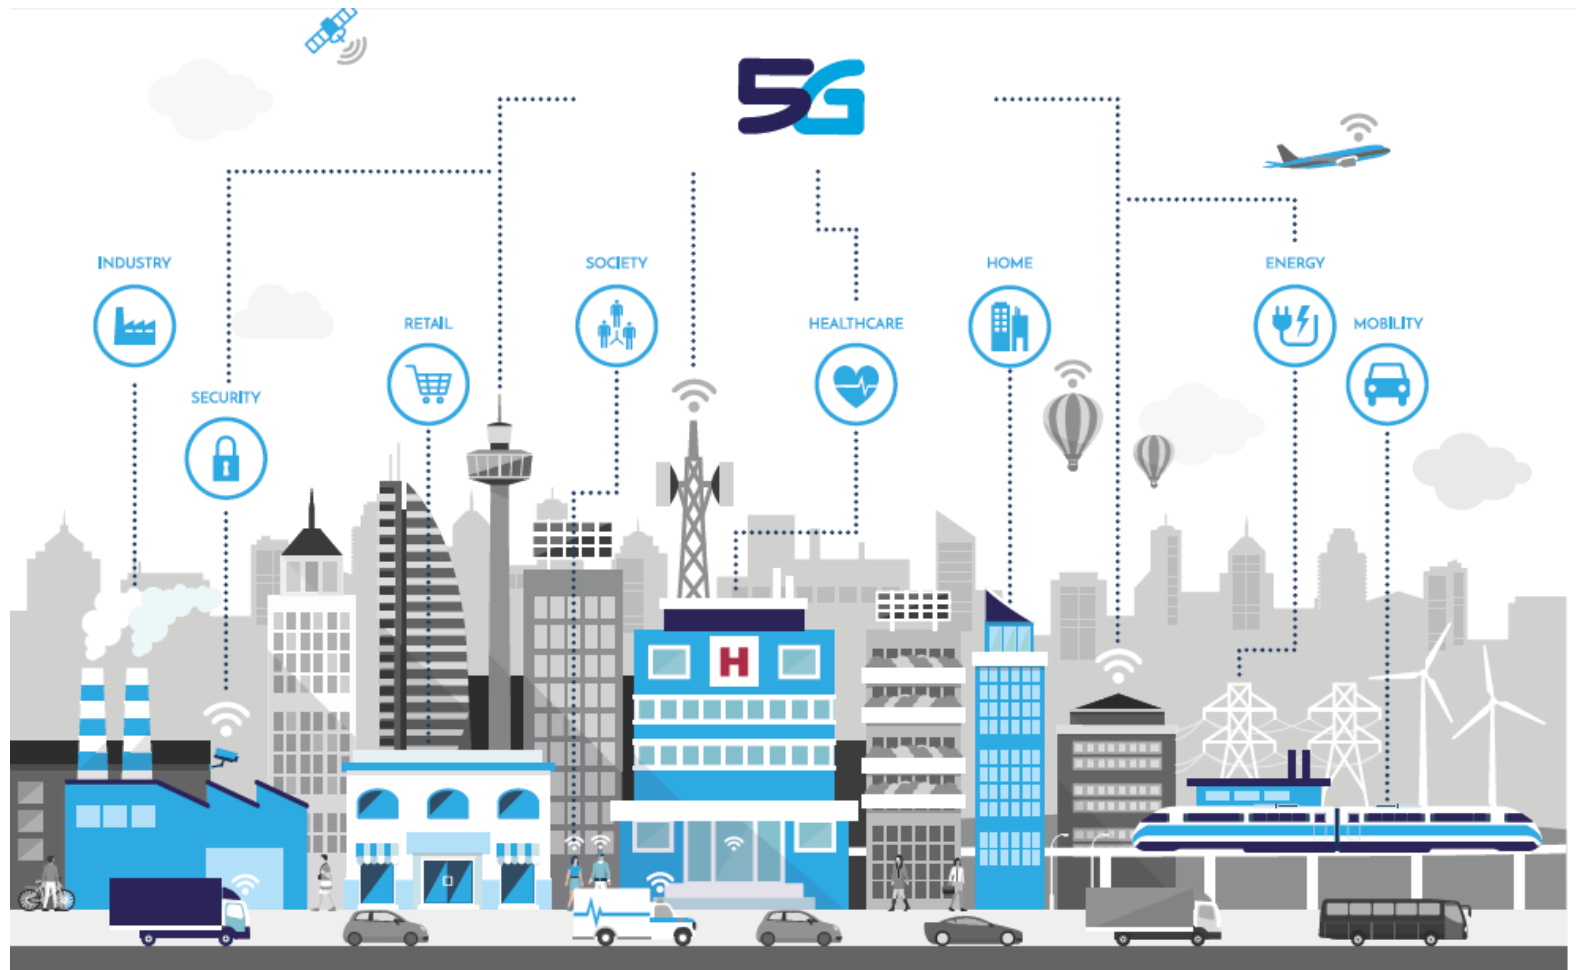 5G
INDUSTRY
SOCIETY
HOME
ENERGY
RETAIL
HEALTHCARE
MOBILITY
SECURITY
H